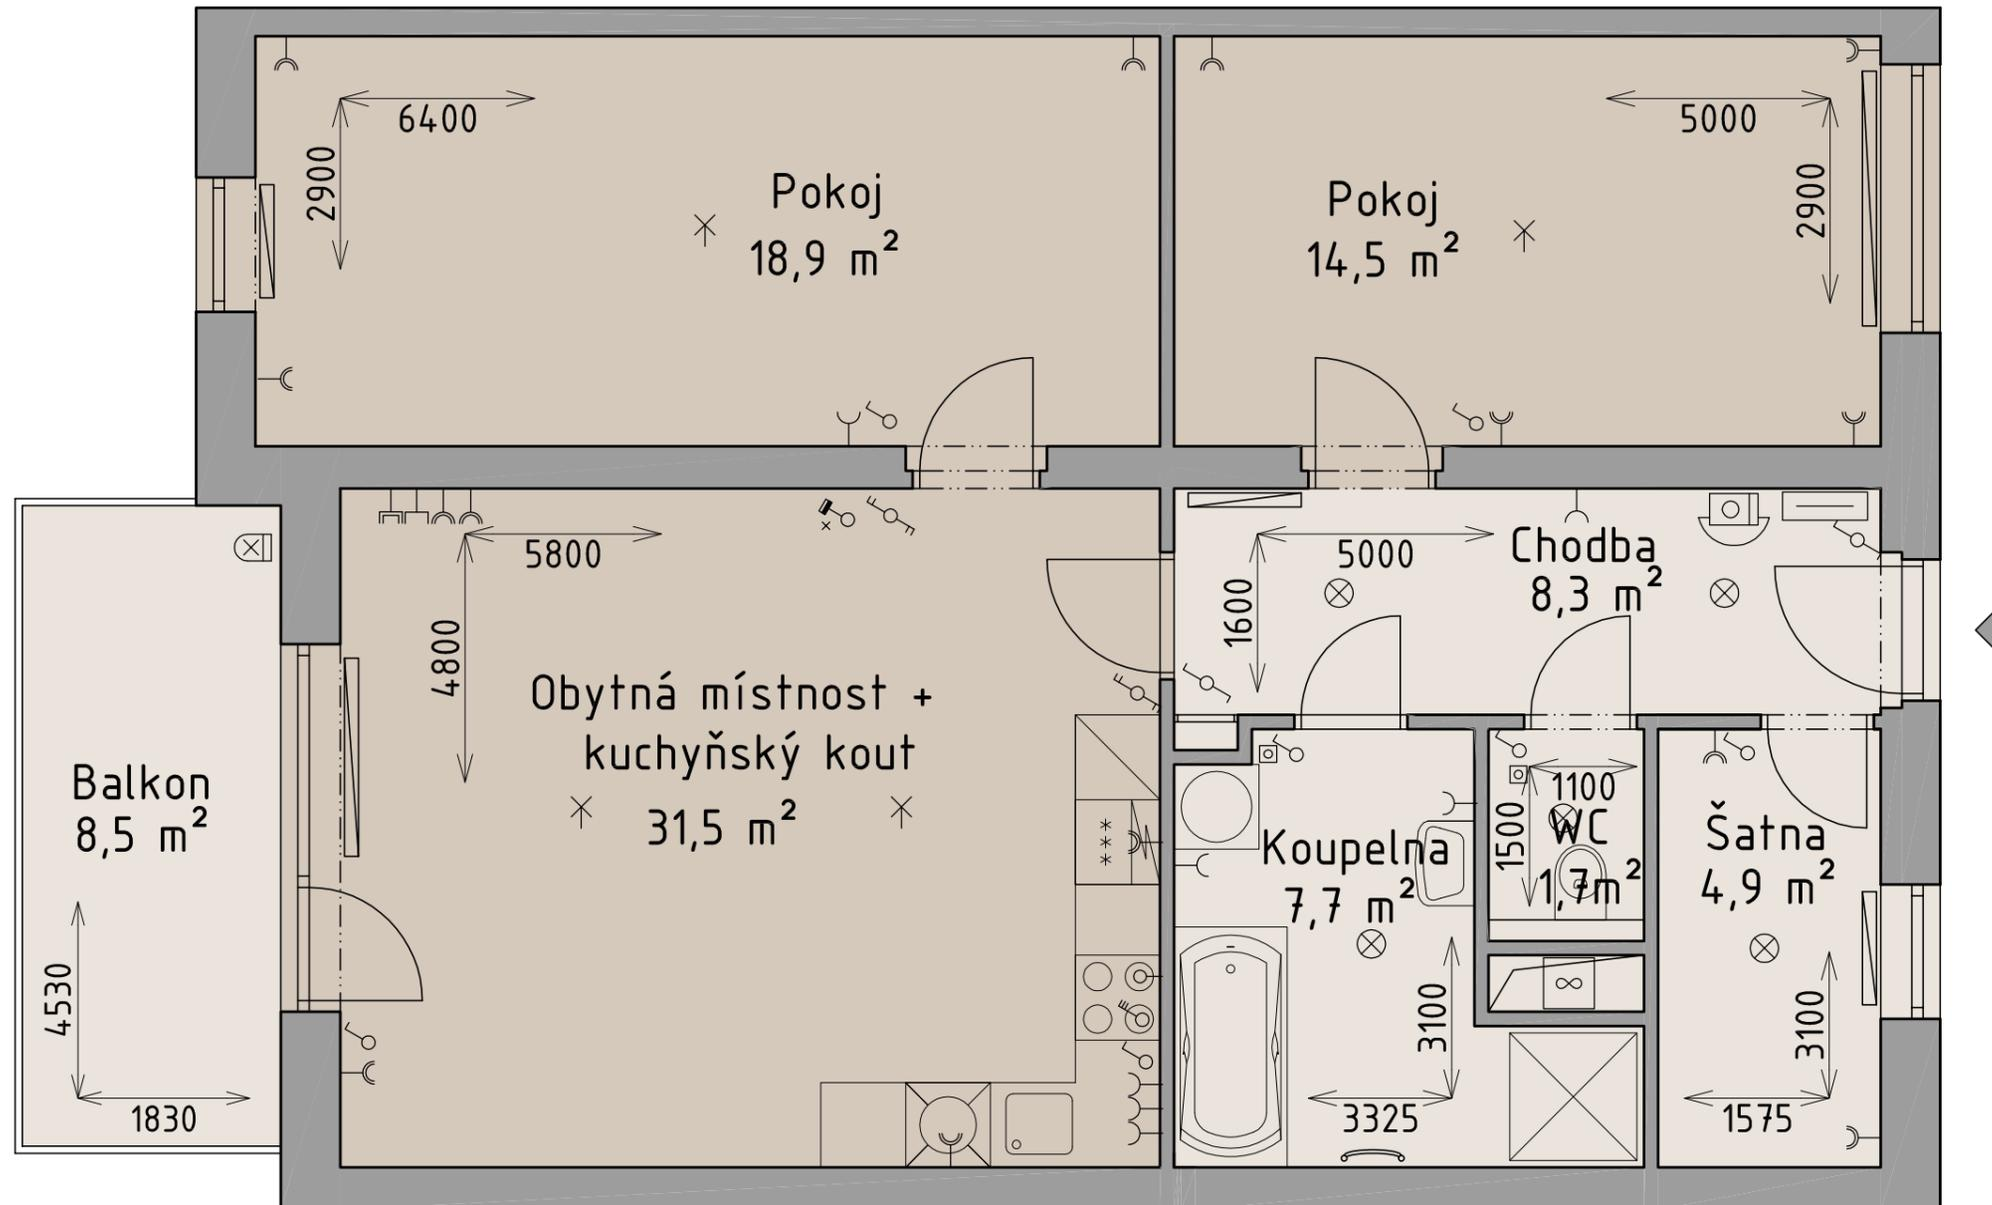 6400
2900
Pokoj
18,9 m²
5000
2900
Pokoj
14,5 m²
5800
4800
Obytná místnost +
kuchyňský kout
31,5 m²
5000
1600
Chodba
8,3 m²
Balkon
8,5 m²
4530
1830
Koupelna
7,7 m²
3100
3325
1100
1500
WC
1,7m²
Šatna
4,9 m²
3100
1575